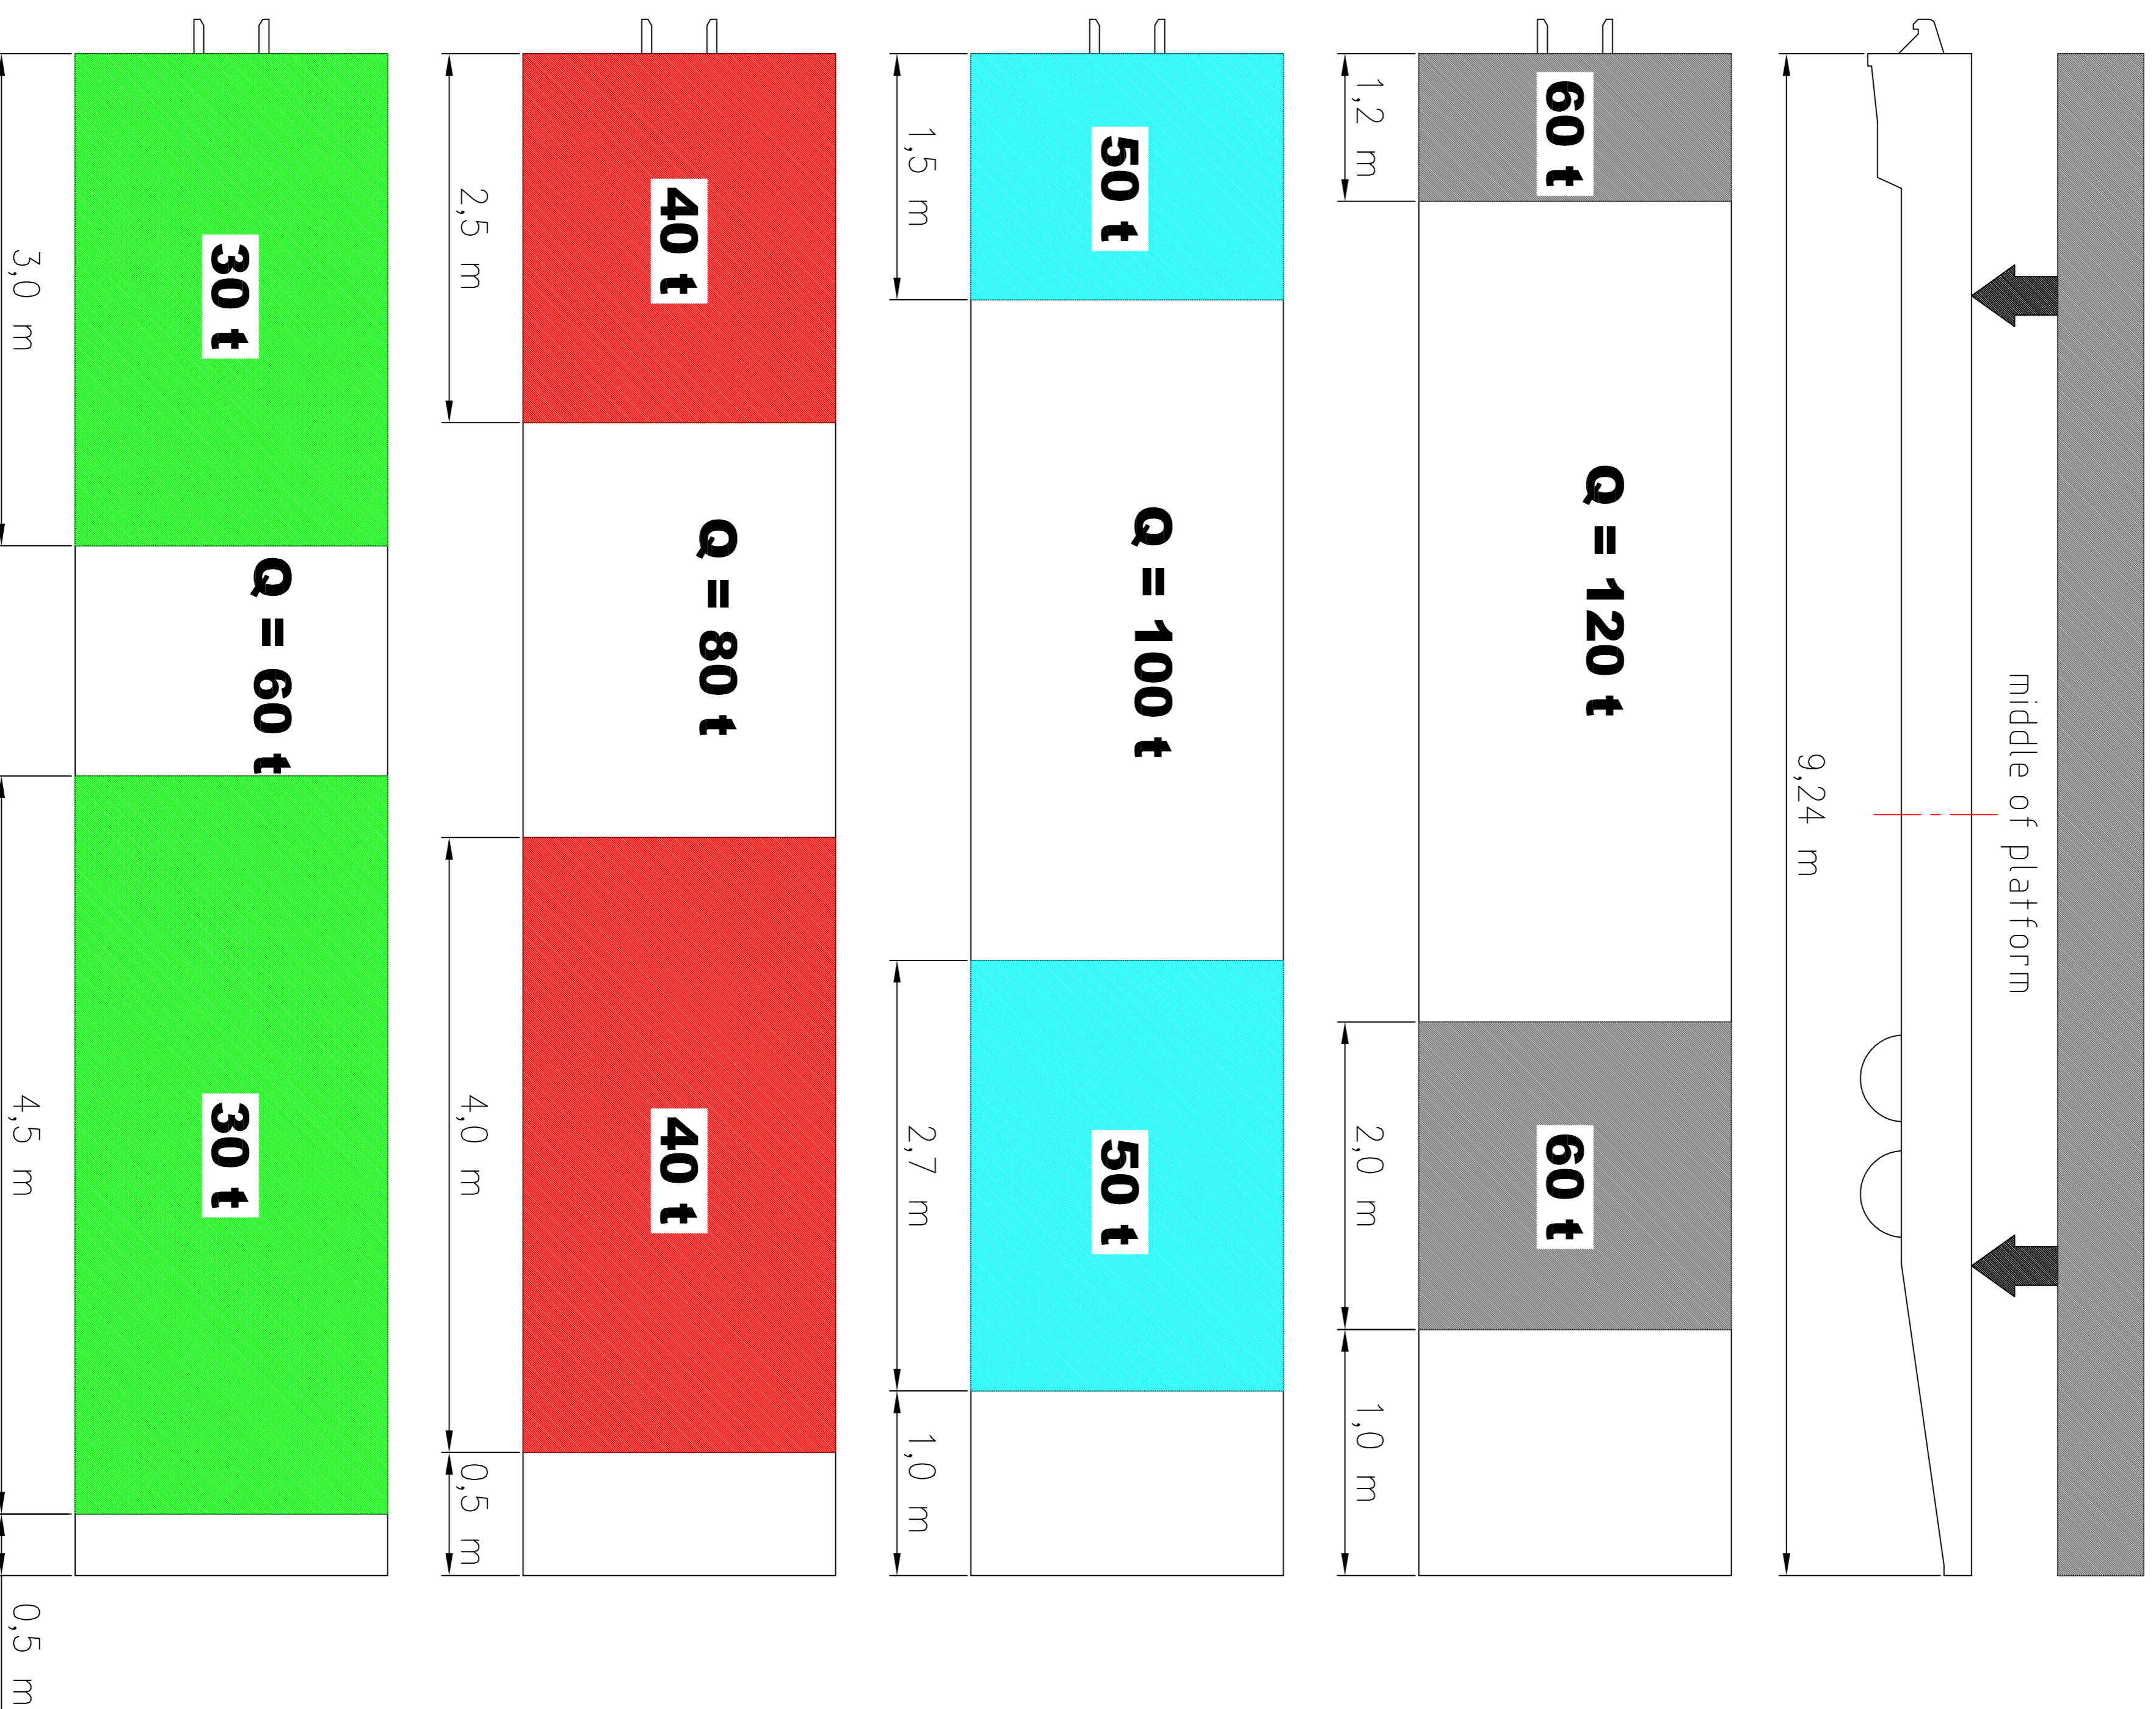 middle of platform
9,24 m
60 t
Q = 120 t
60 t
1,2 m
2,0 m
1,0 m
50 t
Q = 100 t
50 t
1,5 m
2,7 m
1,0 m
40 t
Q = 80 t
40 t
2,5 m
4,0 m
0,5 m
30 t
Q = 60 t
30 t
3,0 m
4,5 m
0,5 m